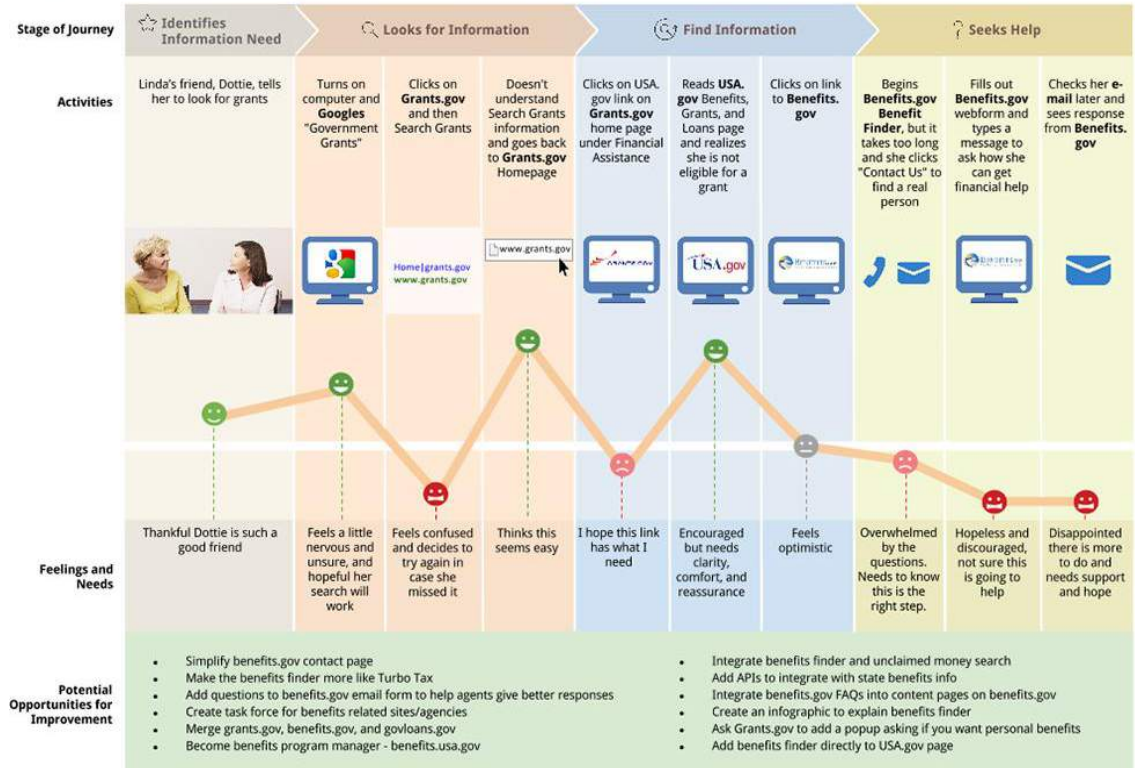 Stage of Journey
Identifies
Information Need
Looks for Information
Find Information
Seeks Help
Activities
Linda's friend, Dottie, tells
her to look for grants
Turns on
computer and
Googles
"Government
Grants"
Clicks on
Grants.gov
and then
Search Grants
Doesn't
understand
Search Grants
information
and goes back
to Grants.gov
Homepage
Clicks on USA.
gov link on
Grants.gov
home page
under Financial
Assistance
Reads USA.
gov Benefits,
Grants, and
Loans page
and realizes
she is not
eligible for a
grant
Clicks on link
to Benefits.
gov
Begins
Benefits.gov
Benefit
Finder, but it
takes too long
and she clicks
"Contact Us" to
find a real
person
Fills out
Benefits.gov
webform and
types a
message to
ask how she
can get
financial help
Checks her e-
mail later and
sees response
from Benefits.
gov
Home|grants.gov
www.grants.gov
www.grants.gov
GRANTS.GOV
USA.gov
Feelings and
Needs
Thankful Dottie is such a
good friend
Feels a little
nervous and
unsure, and
hopeful her
search will
work
Feels confused
and decides to
try again in
case she
missed it
Thinks this
seems easy
I hope this link
has what I
need
Encouraged
but needs
clarity,
comfort, and
reassurance
Feels
optimistic
Overwhelmed
by the
questions.
Needs to know
this is the
right step.
Hopeless and
discouraged,
not sure this
is going to
help
Disappointed
there is more
to do and
needs support
and hope
Potential
Opportunities for
Improvement
• Simplify benefits.gov contact page
• Make the benefits finder more like Turbo Tax
• Add questions to benefits.gov email form to help agents give better responses
• Create task force for benefits related sites/agencies
• Merge grants.gov, benefits.gov, and govloans.gov
• Become benefits program manager - benefits.usa.gov
• Integrate benefits finder and unclaimed money search
• Add APIs to integrate with state benefits info
• Integrate benefits.gov FAQs into content pages on benefits.gov
• Create an infographic to explain benefits finder
• Ask Grants.gov to add a popup asking if you want personal benefits
• Add benefits finder directly to USA.gov page